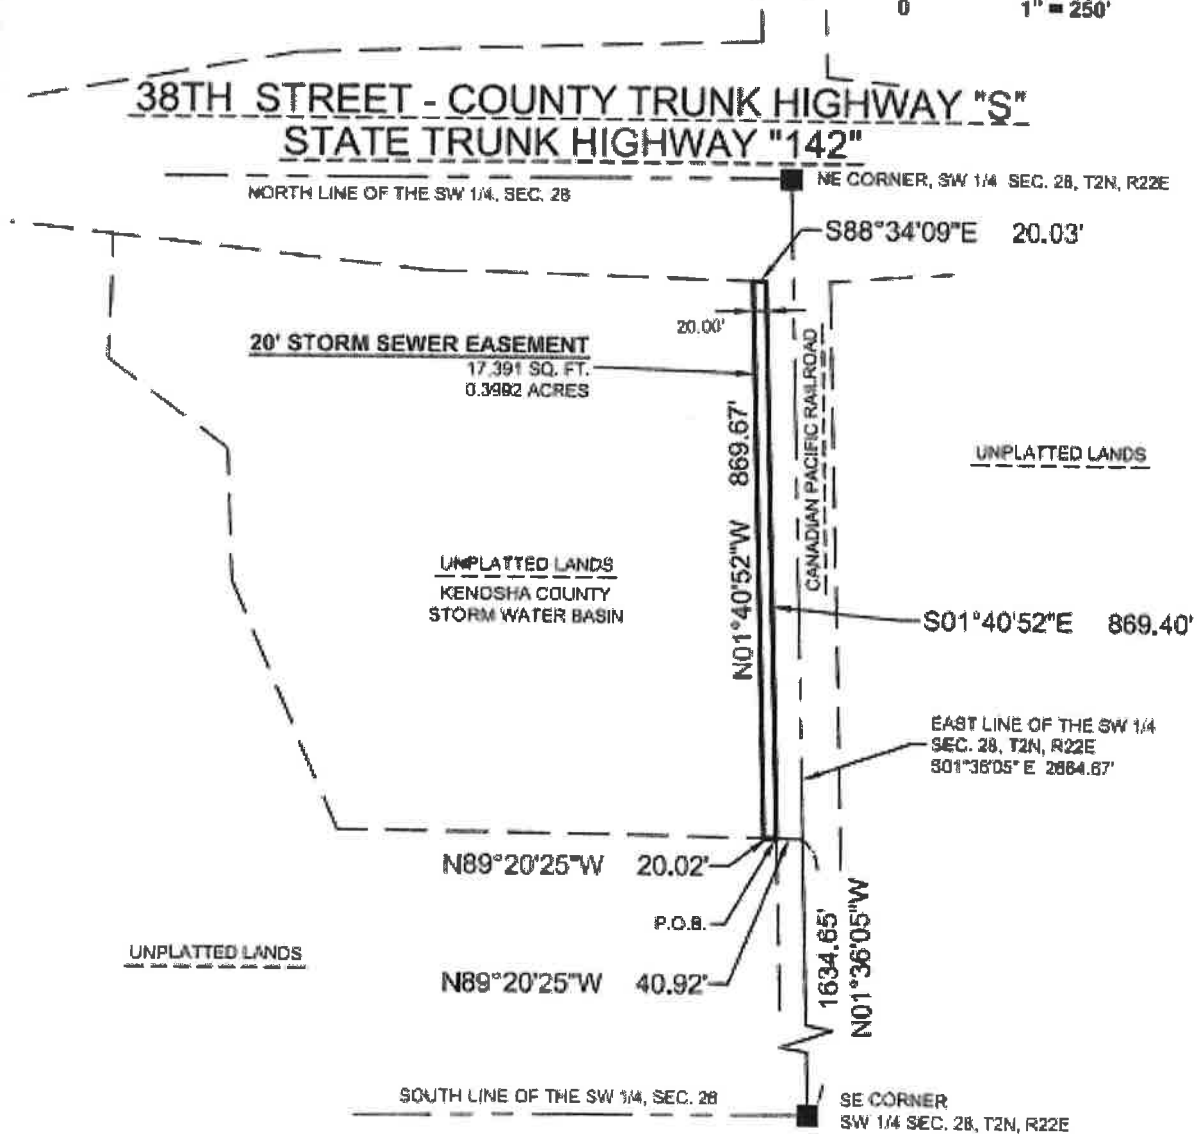 0 1" = 250'
38TH STREET - COUNTY TRUNK HIGHWAY "S"
STATE TRUNK HIGHWAY "142"
NORTH LINE OF THE SW 1/4, SEC. 28
NE CORNER, SW 1/4 SEC. 28, T2N, R22E
S88°34'09"E 20.03'
20.00'
20' STORM SEWER EASEMENT
17,391 SQ. FT.
0.3992 ACRES
N01°40'52"W 869.67'
CANADIAN PACIFIC RAILROAD
UNPLATTED LANDS
UNPLATTED LANDS
KENOSHA COUNTY
STORM WATER BASIN
S01°40'52"E 869.40'
EAST LINE OF THE SW 1/4
SEC. 28, T2N, R22E
S01°36'05" E 2664.67'
N89°20'25"W 20.02'
P.O.B.
N89°20'25"W 40.92'
1634.65'
N01°36'05"W
UNPLATTED LANDS
SOUTH LINE OF THE SW 1/4, SEC. 28
SE CORNER
SW 1/4 SEC. 28, T2N, R22E